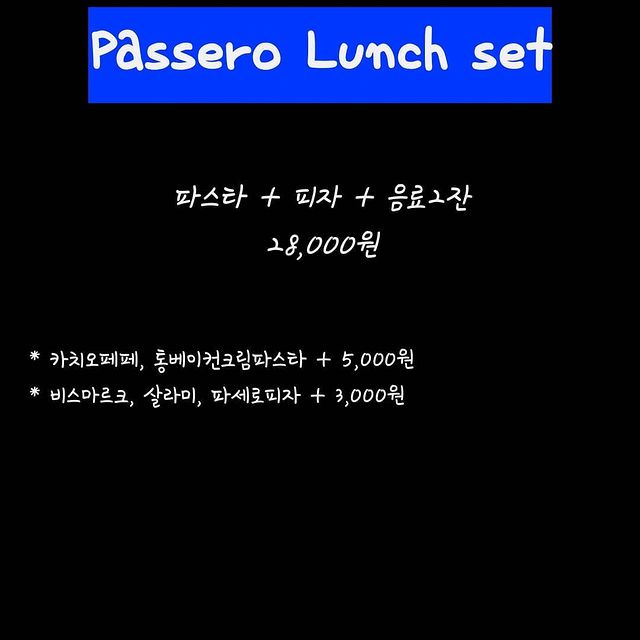 Passero Lunch set
파스타 + 피자 + 음료2잔
28,000원
* 카치오페페, 통베이컨크림파스타 + 5,000원
* 비스마르크, 살라미, 파세로피자 + 3,000원